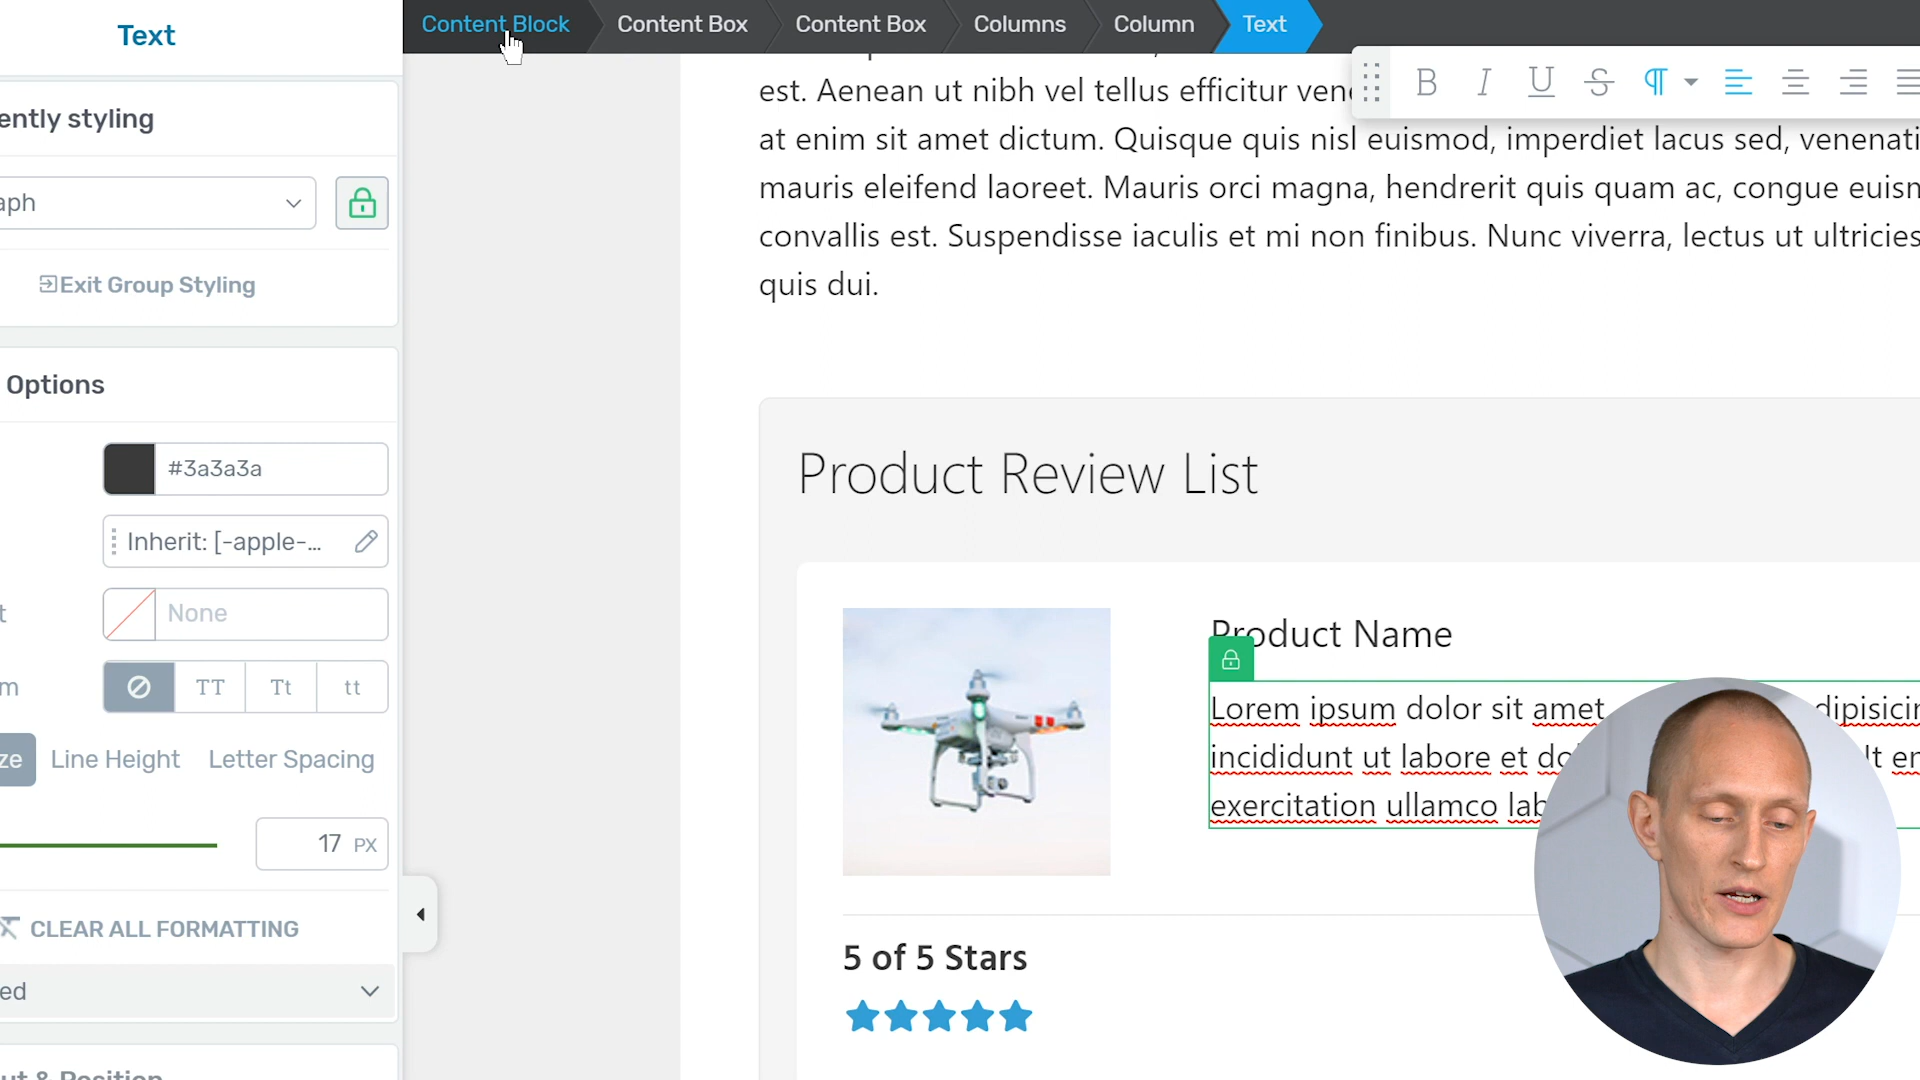 Text
Content Block
Content Box
Content Box
Columns
Column
Text
ently styling
aph
Exit Group Styling
Options
#3a3a3a
Inherit: [-apple-...
None
TT
Tt
tt
Line Height
Letter Spacing
17 PX
CLEAR ALL FORMATTING
B I U S
est. Aenean ut nibh vel tellus efficitur
at enim sit amet dictum. Quisque quis nisl euismod, imperdiet lacus sed, venenati
mauris eleifend laoreet. Mauris orci magna, hendrerit quis quam ac, congue euism
convallis est. Suspendisse iaculis et mi non finibus. Nunc viverra, lectus ut ultricies
quis dui.
Product Review List
Product Name
Lorem ipsum dolor sit amet dipisicin
incididunt ut labore et
exercitation ullamco lab
5 of 5 Stars